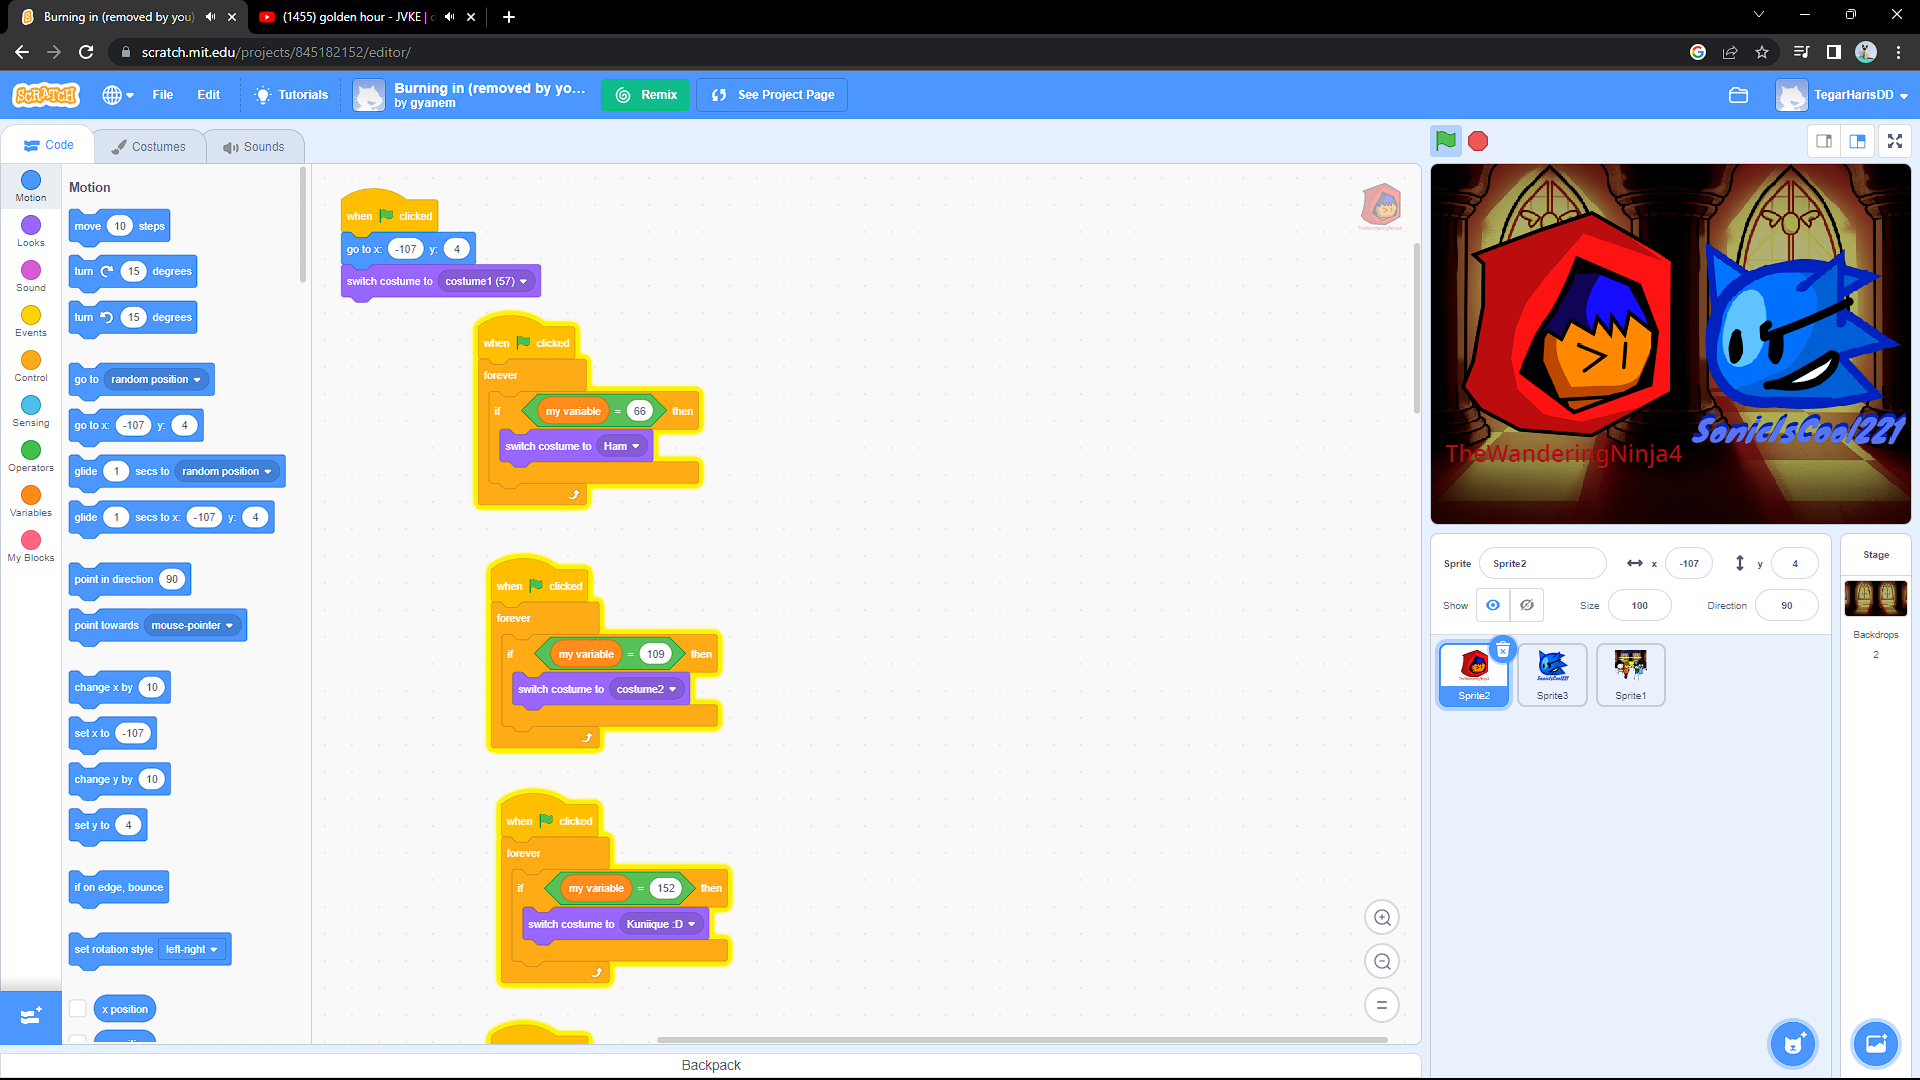 Burning in (removed by you)
(1455) golden hour - JVKE |
scratch.mit.edu/projects/845182152/editor/
SCRATCH
File
Edit
Tutorials
Burning in (removed by yo...
by gyanem
Remix
See Project Page
TegarHarisDD
Code
Costumes
Sounds
Motion
Looks
Sound
Events
Control
Sensing
Operators
Variables
My Blocks
Motion
move 10 steps
turn 15 degrees
turn 15 degrees
go to random position
go to x: -107 y: 4
glide 1 secs to random position
glide 1 secs to x: -107 y: 4
point in direction 90
point towards mouse-pointer
change x by 10
set x to -107
change y by 10
set y to 4
if on edge, bounce
set rotation style left-right
x position
when clicked
go to x: -107 y: 4
switch costume to costume1 (57)
when clicked
forever
if my variable = 66 then
switch costume to Ham
when clicked
forever
if my variable = 109 then
switch costume to costume2
when clicked
forever
if my variable = 152 then
switch costume to Kuniique :D
Backpack
TheWanderingNinja4
SonicIsCool221
Sprite Sprite2 x -107 y 4
Show Size 100 Direction 90
Sprite2
Sprite3
Sprite1
Stage
Backdrops
2